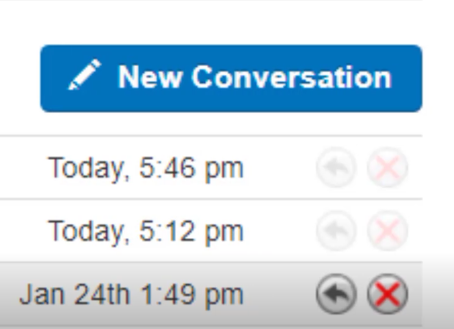 New Conversation
Today, 5:46 pm
Today, 5:12 pm
Jan 24th 1:49 pm